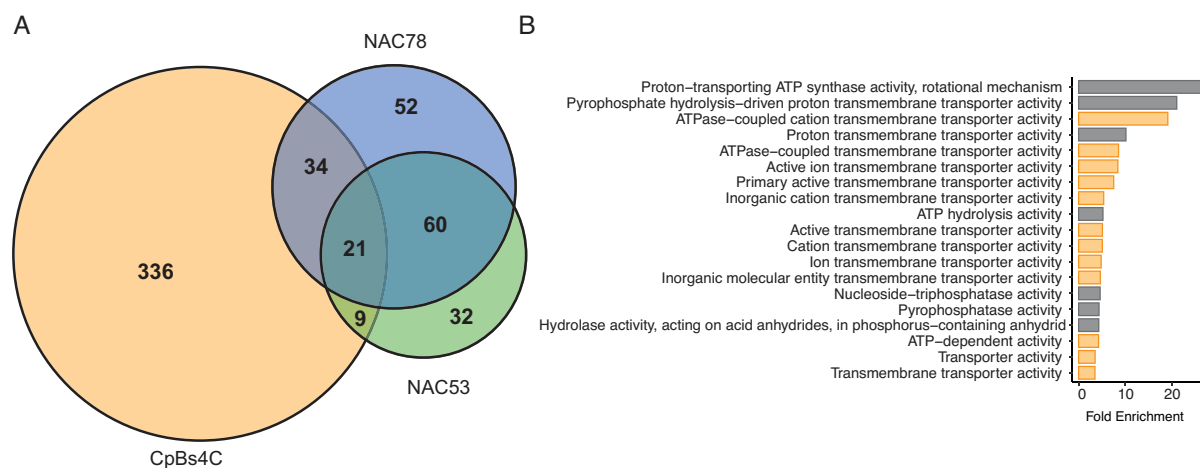 A
B
NAC78
52
34
60
21
336
9
32
NAC53
CpBs4C
Proton−transporting ATP synthase activity, rotational mechanism
Pyrophosphate hydrolysis−driven proton transmembrane transporter activity
ATPase−coupled cation transmembrane transporter activity
Proton transmembrane transporter activity
ATPase−coupled transmembrane transporter activity
Active ion transmembrane transporter activity
Primary active transmembrane transporter activity
Inorganic cation transmembrane transporter activity
ATP hydrolysis activity
Active transmembrane transporter activity
Cation transmembrane transporter activity
Ion transmembrane transporter activity
Inorganic molecular entity transmembrane transporter activity
Nucleoside−triphosphatase activity
Pyrophosphatase activity
Hydrolase activity, acting on acid anhydrides, in phosphorus−containing anhydrid
ATP−dependent activity
Transporter activity
Transmembrane transporter activity
0 10 20
Fold Enrichment